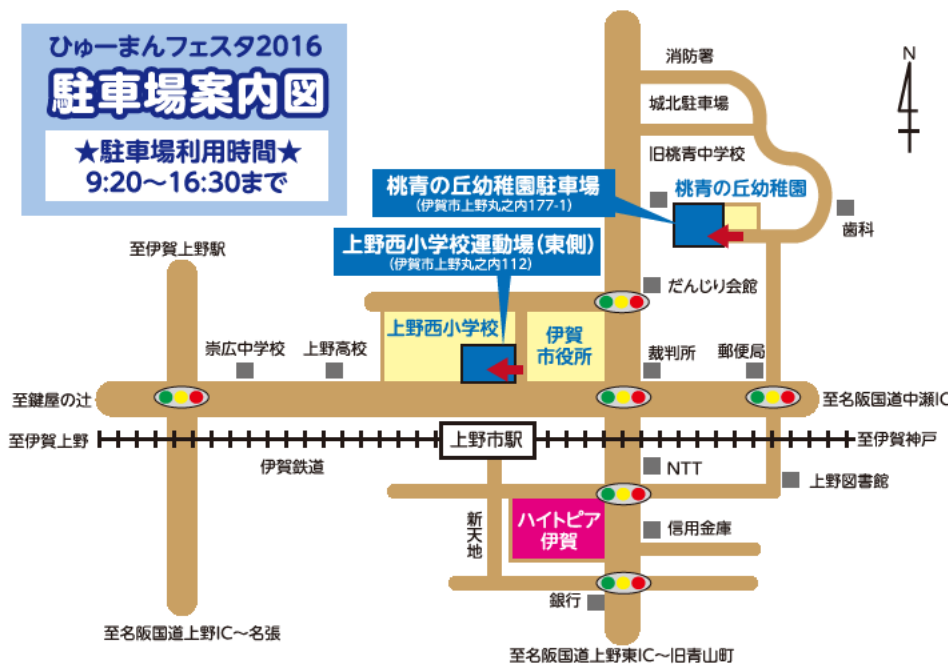 ひゅーまんフェスタ2016
駐車場案内図
★駐車場利用時間★
9:20～16:30まで
消防署
N
城北駐車場
旧桃青中学校
桃青の丘幼稚園駐車場
(伊賀市上野丸之内177-1)
桃青の丘幼稚園
歯科
上野西小学校運動場(東側)
(伊賀市上野丸之内112)
至伊賀上野駅
だんじり会館
上野西小学校
伊賀
市役所
崇広中学校
上野高校
裁判所
郵便局
至鍵屋の辻
至名阪国道中瀬IC
至伊賀上野
上野市駅
至伊賀神戸
伊賀鉄道
NTT
上野図書館
新天地
ハイトピア
伊賀
信用金庫
銀行
至名阪国道上野IC～名張
至名阪国道上野東IC～旧青山町